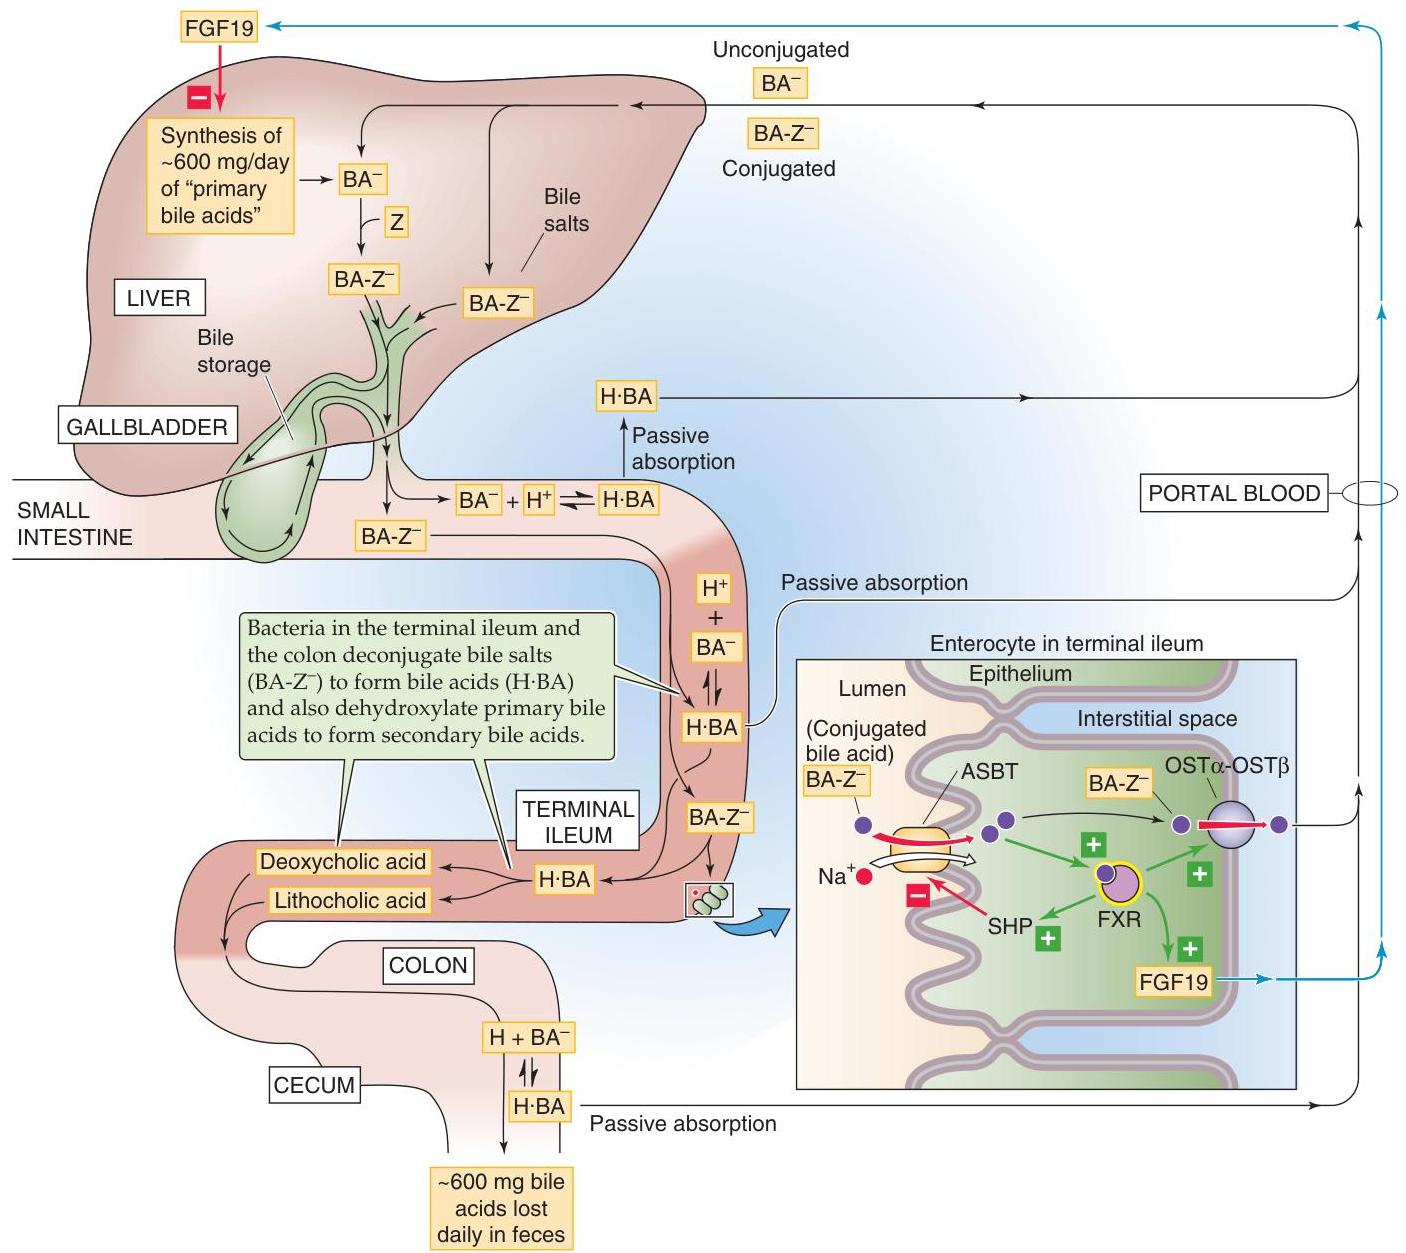 FGF19
Unconjugated
BA⁻
BA-Z⁻
Conjugated
−
Synthesis of
~600 mg/day
of “primary
bile acids”
BA⁻
Z
BA-Z⁻
Bile
salts
BA-Z⁻
LIVER
Bile
storage
GALLBLADDER
H·BA
Passive
absorption
SMALL
INTESTINE
BA⁻ + H⁺ ⇌ H·BA
BA-Z⁻
PORTAL BLOOD
H⁺
+
BA⁻
H·BA
Passive absorption
Bacteria in the terminal ileum and
the colon deconjugate bile salts
(BA-Z⁻) to form bile acids (H·BA)
and also dehydroxylate primary bile
acids to form secondary bile acids.
BA-Z⁻
TERMINAL
ILEUM
Deoxycholic acid
Lithocholic acid
H·BA
Enterocyte in terminal ileum
Epithelium
Lumen
Interstitial space
(Conjugated
bile acid)
BA-Z⁻
ASBT
BA-Z⁻
OSTα-OSTβ
Na⁺
+
+
−
SHP
+
FXR
+
FGF19
COLON
CECUM
H + BA⁻
H·BA
Passive absorption
~600 mg bile
acids lost
daily in feces